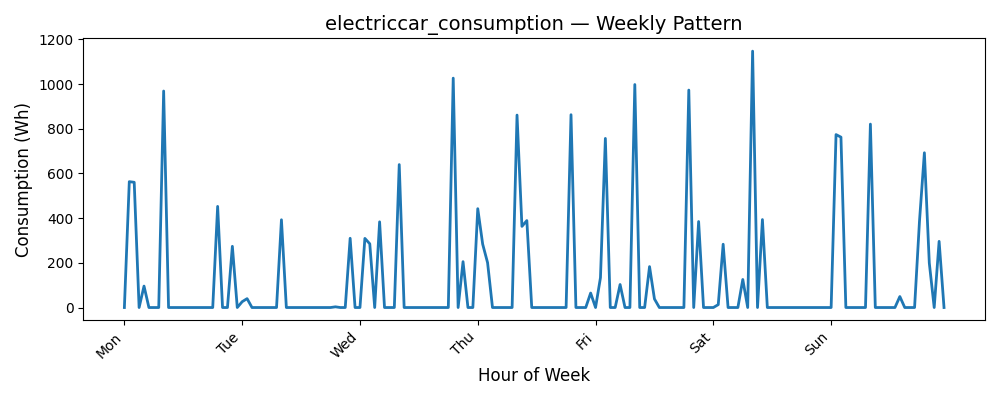 electriccar_consumption — Weekly Pattern
Consumption (Wh)
1200
1000
800
600
400
200
0
Mon
Tue
Wed
Thu
Fri
Sat
Sun
Hour of Week